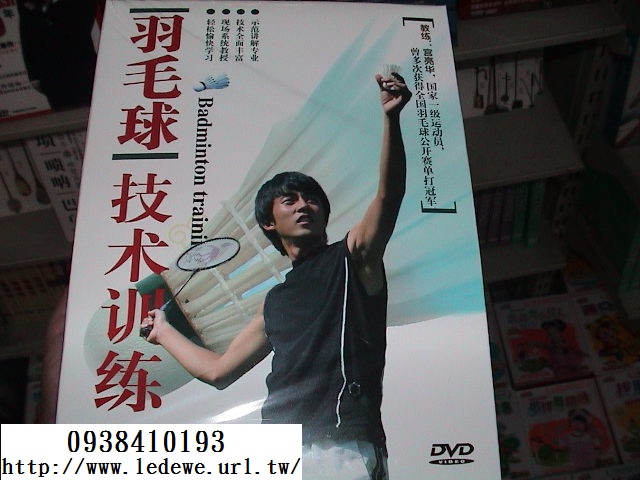 羽毛球
技术训练
Badminton traini
示范讲解专业
技术全面丰富
现场系统教授
轻松愉快学习
教练：宫亮华，国家一级运动员，
曾多次获得全国羽毛球公开赛单打冠军
DVD
VIDEO
0938410193
http://www.ledewe.url.tw/